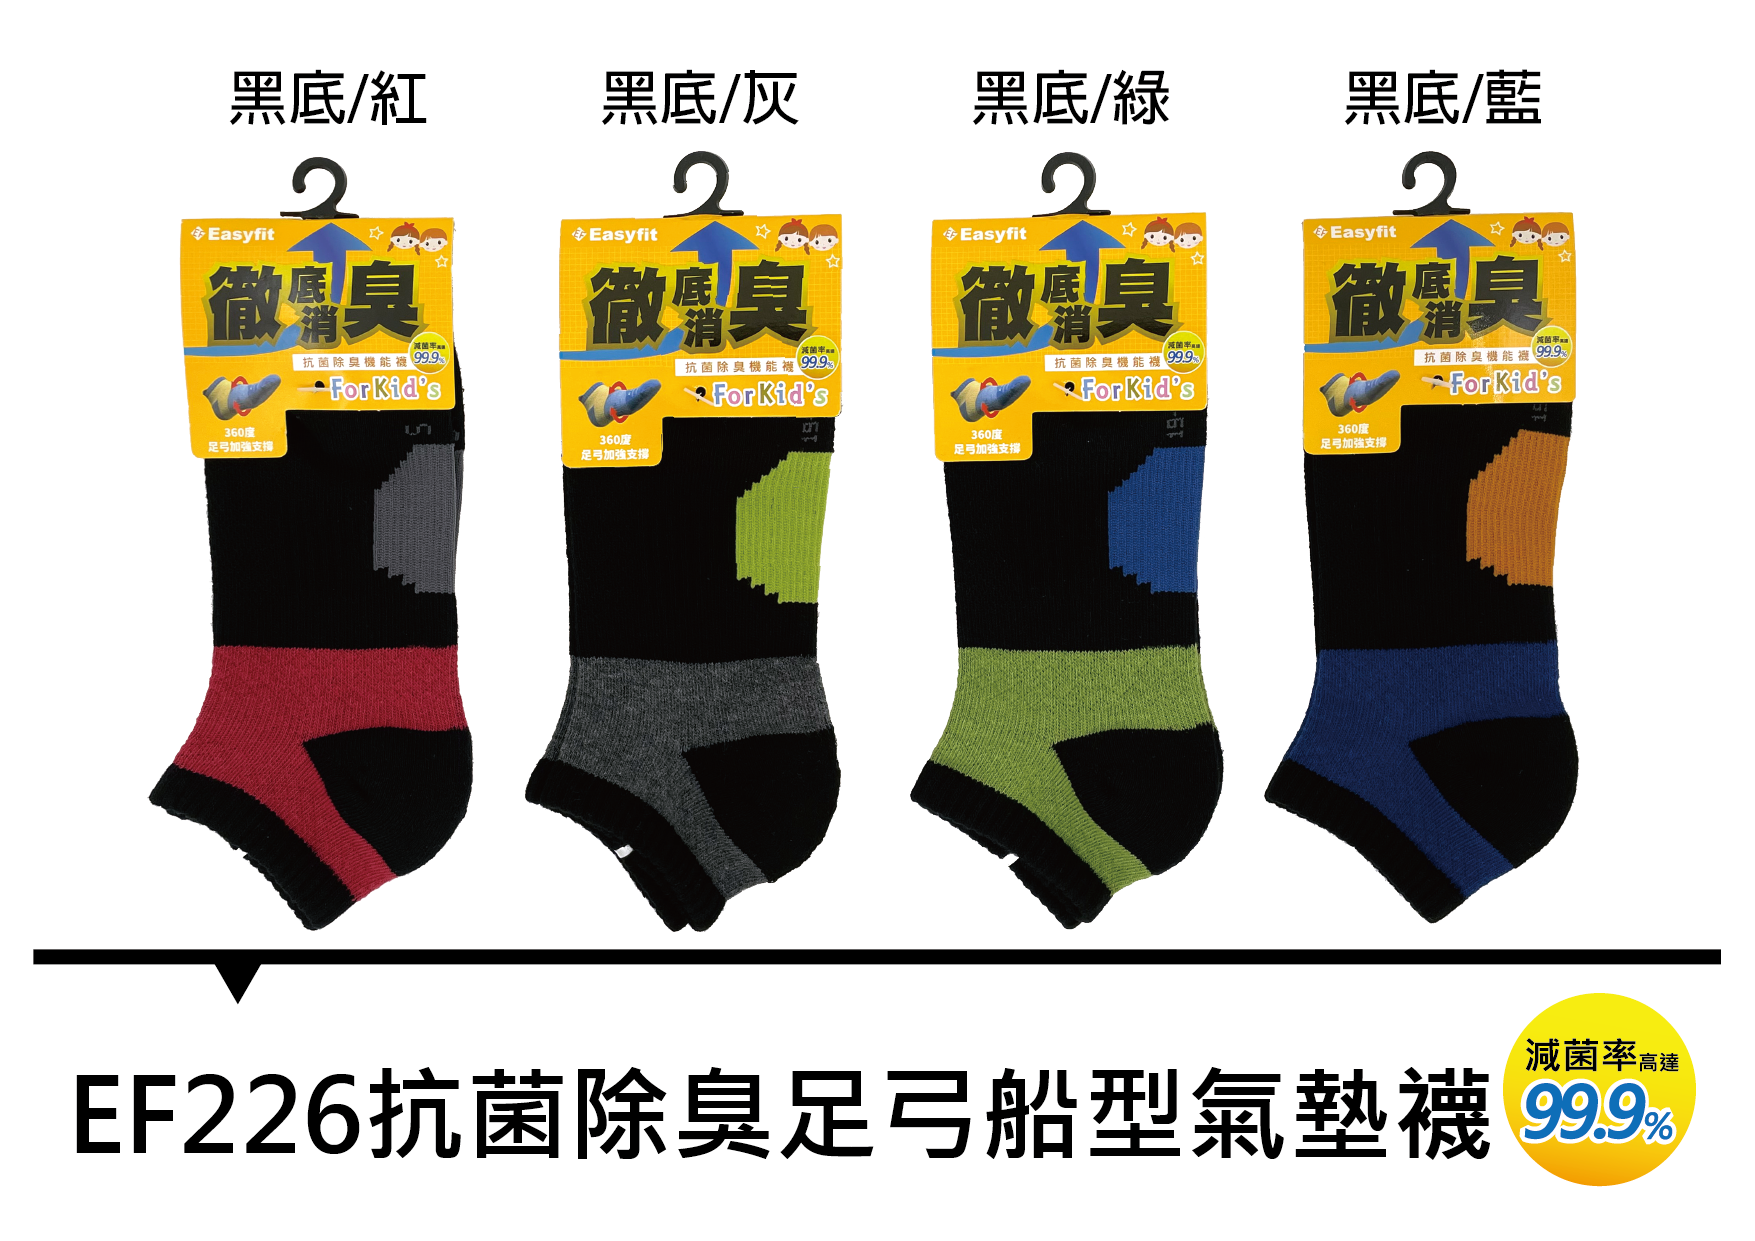 黑底/紅
黑底/灰
黑底/綠
黑底/藍
Easyfit
徹底消臭
減菌率高達
99.9%
抗菌除臭機能襪
For Kid's
360度
足弓加強支撐
Easyfit
徹底消臭
減菌率高達
99.9%
抗菌除臭機能襪
For Kid's
360度
足弓加強支撐
19-
Easyfit
徹底消臭
減菌率高達
99.9%
抗菌除臭機能襪
For Kid's
360度
足弓加強支撐
19-
Easyfit
徹底消臭
減菌率高達
99.9%
抗菌除臭機能襪
For Kid's
360度
足弓加強支撐
EF226抗菌除臭足弓船型氣墊襪
減菌率高達
99.9%